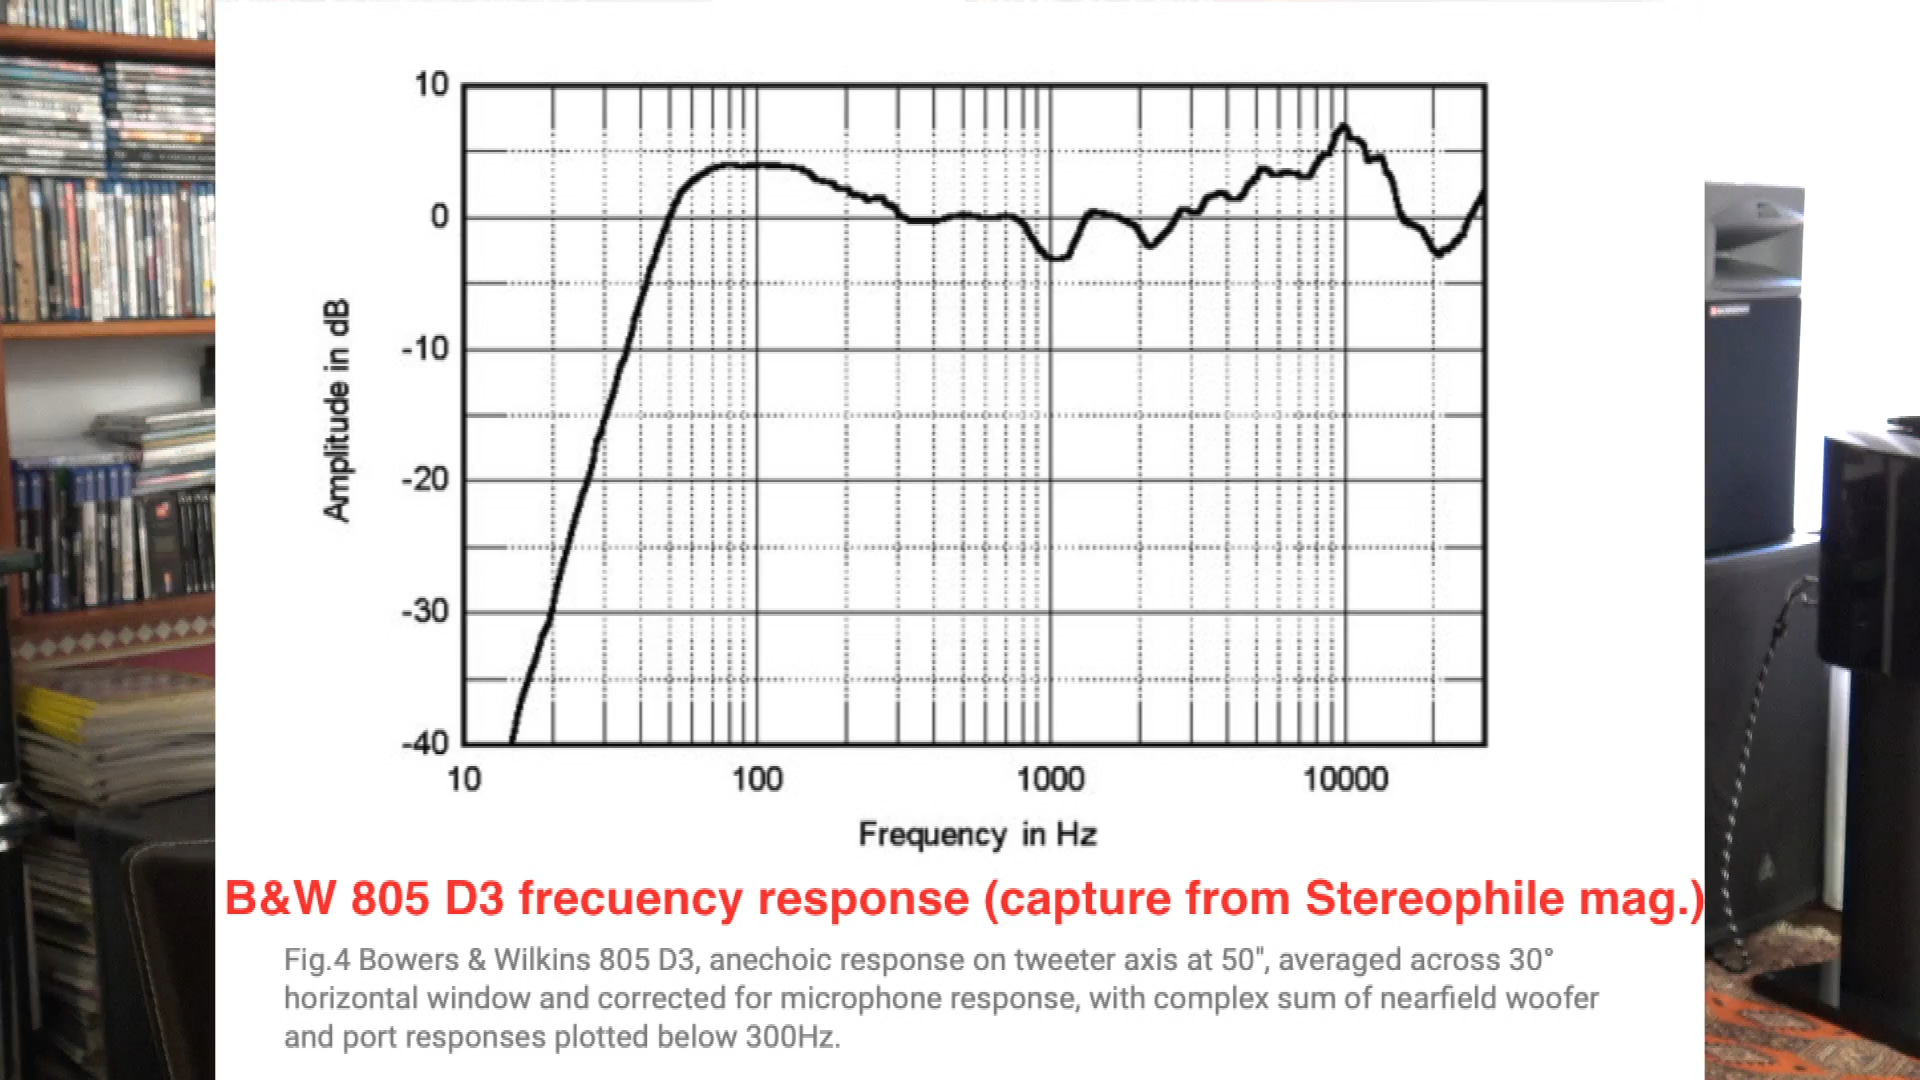 10
0
-10
-20
-30
-40
Amplitude in dB
10 100 1000 10000
Frequency in Hz
B&W 805 D3 frecuency response (capture from Stereophile mag.)
Fig.4 Bowers & Wilkins 805 D3, anechoic response on tweeter axis at 50", averaged across 30°
horizontal window and corrected for microphone response, with complex sum of nearfield woofer
and port responses plotted below 300Hz.